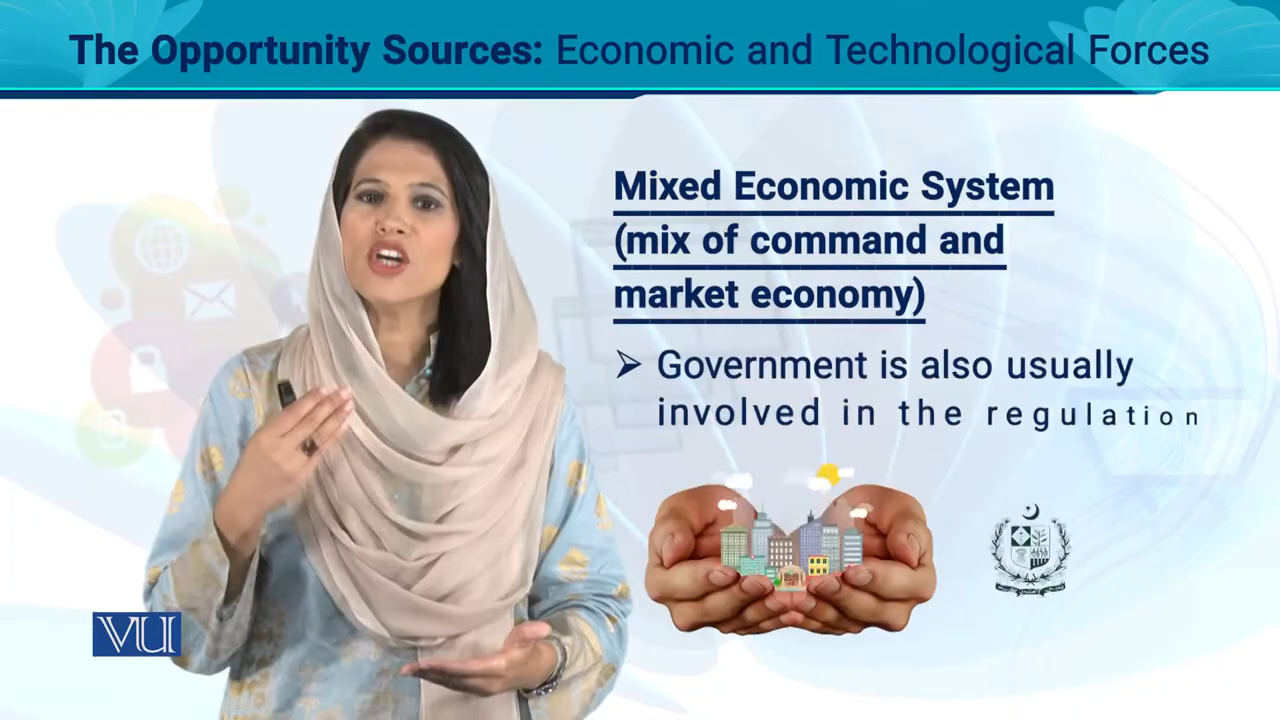 The Opportunity Sources: Economic and Technological Forces
Mixed Economic System
(mix of command and
market economy)
➢ Government is also usually
involved in the regulation
VU